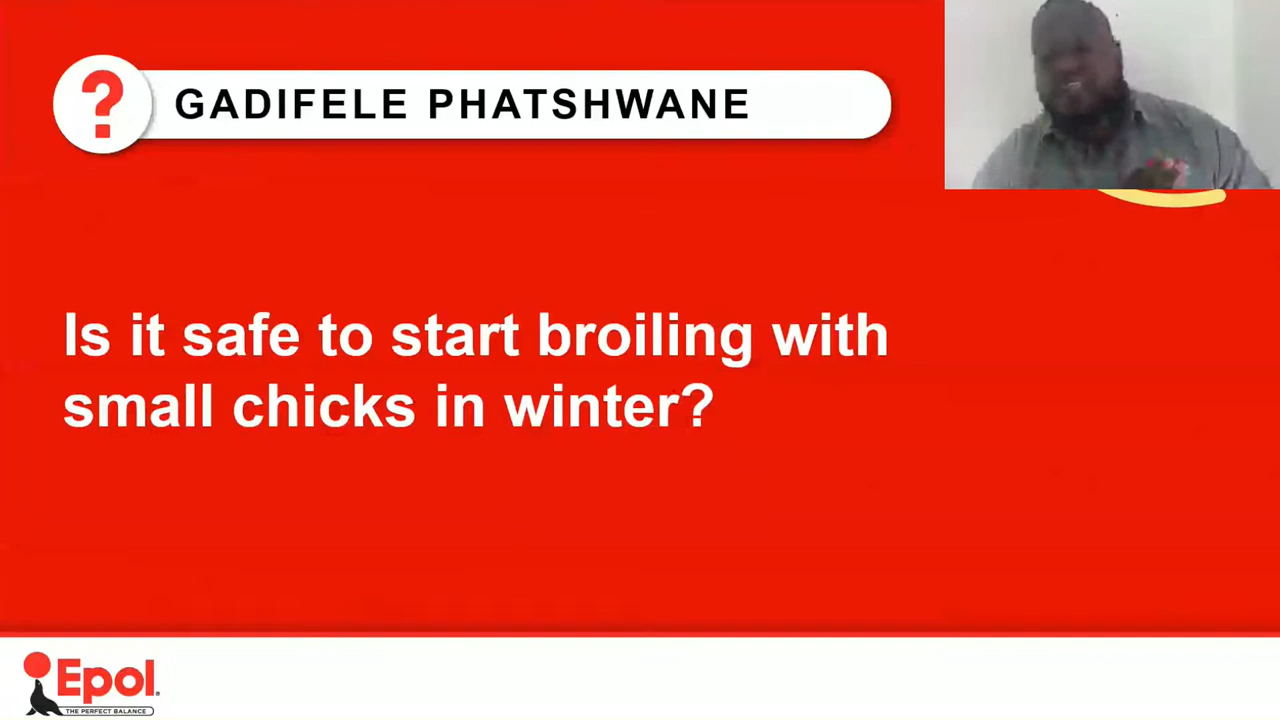 ?
GADIFELE PHATSHWANE
Is it safe to start broiling with
small chicks in winter?
Epol®
THE PERFECT BALANCE